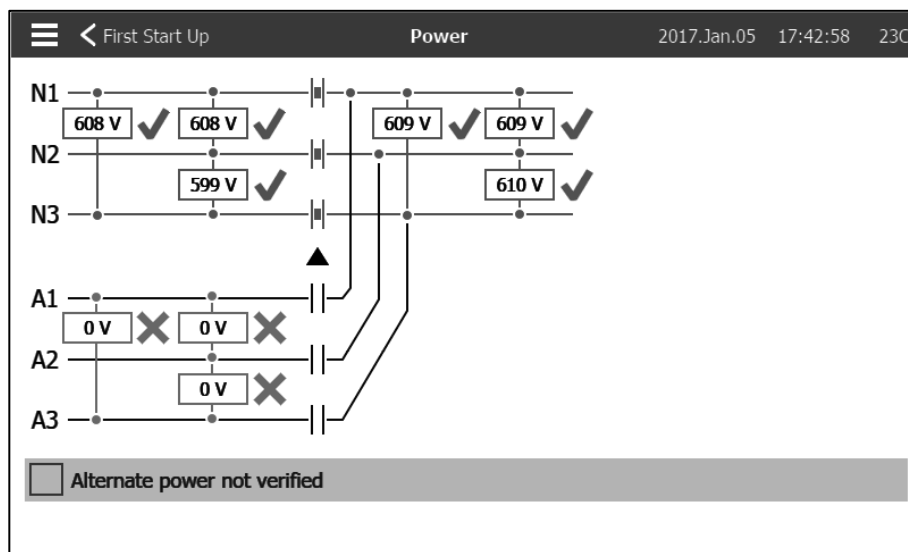 First Start Up Power 2017.Jan.05 17:42:58 23C
N1
608 V 608 V 609 V 609 V
N2
599 V 610 V
N3
A1
0 V 0 V
A2
0 V
A3
Alternate power not verified